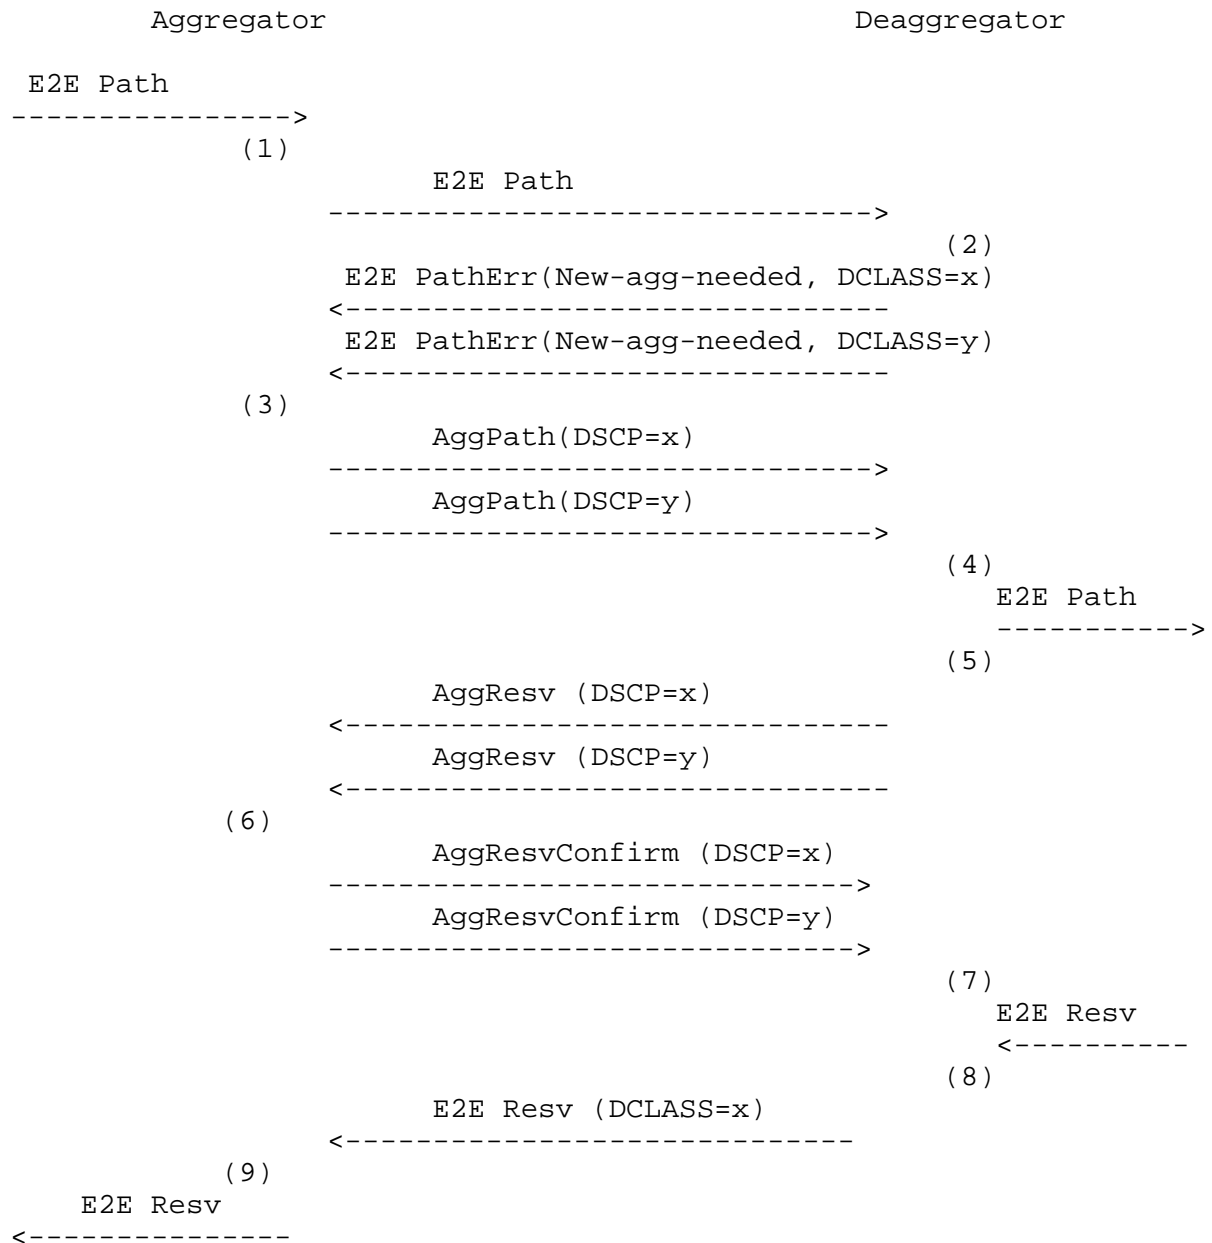 Aggregator                              Deaggregator
E2E Path
---------------->
(1)
E2E Path
------------------------------->
(2)
E2E PathErr(New-agg-needed, DCLASS=x)
<-------------------------------
E2E PathErr(New-agg-needed, DCLASS=y)
<-------------------------------
(3)
AggPath(DSCP=x)
------------------------------->
AggPath(DSCP=y)
------------------------------->
(4)
E2E Path
----------->
(5)
AggResv (DSCP=x)
<-------------------------------
AggResv (DSCP=y)
<-------------------------------
(6)
AggResvConfirm (DSCP=x)
------------------------------>
AggResvConfirm (DSCP=y)
------------------------------>
(7)
E2E Resv
<----------
(8)
E2E Resv (DCLASS=x)
<-----------------------------
(9)
E2E Resv
<---------------